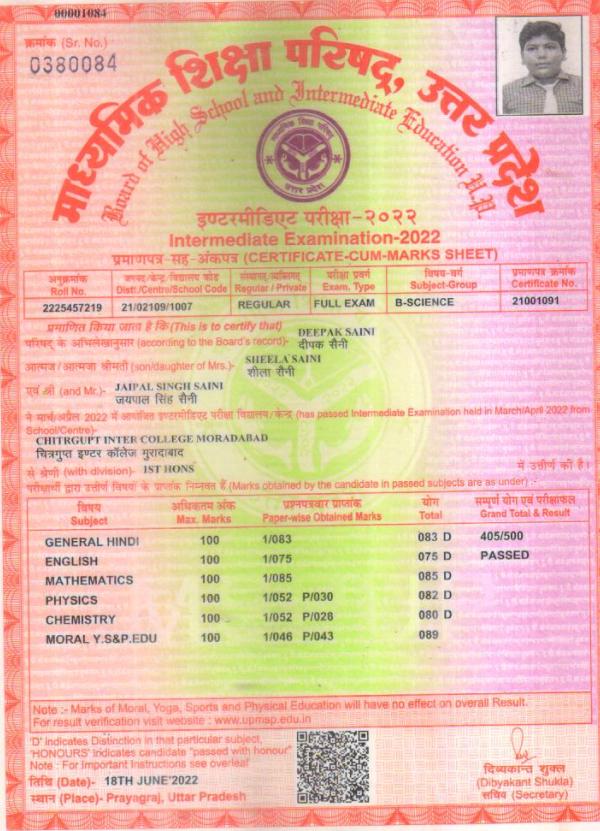 00001084
क्रमांक (Sr. No.)
0380084
माध्यमिक शिक्षा परिषद्, उत्तर प्रदेश
Board of High School and Intermediate Education U.P.
माध्यमिक शिक्षा परिषद्
उत्तर प्रदेश
इण्टरमीडिएट परीक्षा-२०२२
Intermediate Examination-2022
प्रमाणपत्र-सह-अंकपत्र (CERTIFICATE-CUM-MARKS SHEET)
अनुक्रमांक जनपद/केन्द्र/विद्यालय कोड संस्थागत/व्यक्तिगत परीक्षा प्रवर्ग विषय-वर्ग प्रमाणपत्र क्रमांक
Roll No. Distt./Centre/School Code Regular / Private Exam. Type Subject-Group Certificate No.
2225457219 21/02109/1007 REGULAR FULL EXAM B-SCIENCE 21001091
प्रमाणित किया जाता है कि (This is to certify that)
DEEPAK SAINI
परिषद् के अभिलेखानुसार (according to the Board's record)- दीपक सैनी
SHEELA SAINI
आत्मज/आत्मजा श्रीमती (son/daughter of Mrs.)- शीला सैनी
एवं श्री (and Mr.)- JAIPAL SINGH SAINI
जयपाल सिंह सैनी
ने मार्च/अप्रैल 2022 में आयोजित इण्टरमीडिएट परीक्षा विद्यालय/केन्द्र (has passed Intermediate Examination held in March/April 2022 from
School/Centre)-
CHITRGUPT INTER COLLEGE MORADABAD
चित्रगुप्त इण्टर कॉलेज मुरादाबाद
से श्रेणी (with division)- 1ST HONS में उत्तीर्ण की है।
परीक्षार्थी द्वारा उत्तीर्ण विषयों के प्राप्तांक निम्नवत हैं (Marks obtained by the candidate in passed subjects are as under) :-
विषय अधिकतम अंक प्रश्नपत्रवार प्राप्तांक योग सम्पूर्ण योग एवं परीक्षाफल
Subject Max. Marks Paper-wise Obtained Marks Total Grand Total & Result
GENERAL HINDI 100 1/083 083 D 405/500
ENGLISH 100 1/075 075 D PASSED
MATHEMATICS 100 1/085 085 D
PHYSICS 100 1/052 P/030 082 D
CHEMISTRY 100 1/052 P/028 080 D
MORAL Y.S&P.EDU 100 1/046 P/043 089
Note :- Marks of Moral, Yoga, Sports and Physical Education will have no effect on overall Result.
For result verification visit website : www.upmap.edu.in
'D' indicates Distinction in that particular subject,
'HONOURS' indicates candidate "passed with honour"
Note : For Important Instructions see overleaf
तिथि (Date)- 18TH JUNE'2022
स्थान (Place)- Prayagraj, Uttar Pradesh
दिव्यकान्त शुक्ल
(Dibyakant Shukla)
सचिव (Secretary)